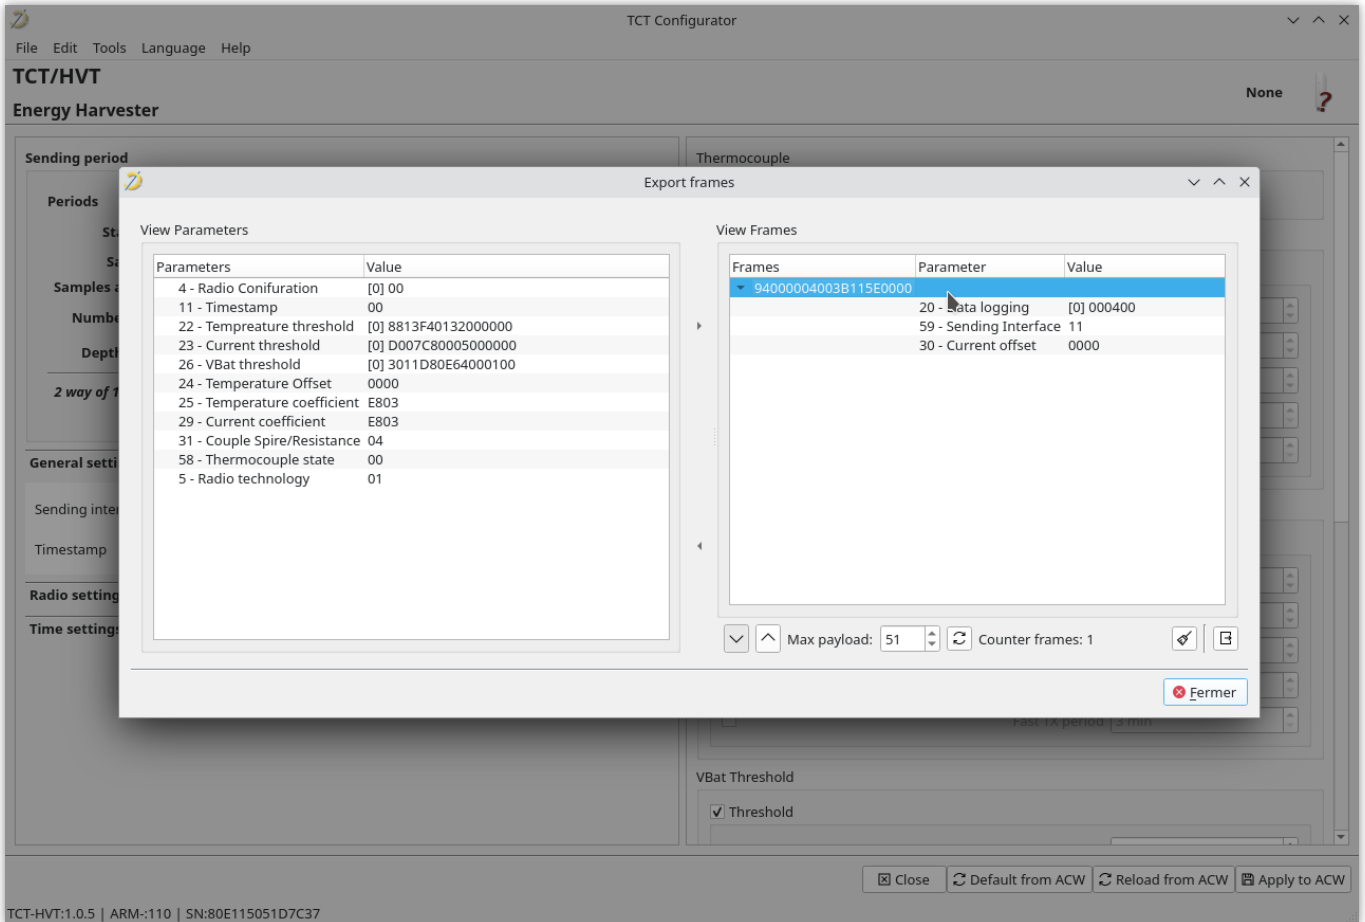 TCT Configurator
File Edit Tools Language Help
TCT/HVT
Energy Harvester
None
Sending period
Thermocouple
Export frames
Periods
View Parameters
View Frames
Parameters Value
Frames Parameter Value
4 - Radio Conifuration [0] 00
94000004003B115E0000
11 - Timestamp 00
20 - Data logging [0] 000400
22 - Tempreature threshold [0] 8813F40132000000
59 - Sending Interface 11
23 - Current threshold [0] D007C80005000000
30 - Current offset 0000
26 - VBat threshold [0] 3011D80E64000100
24 - Temperature Offset 0000
25 - Temperature coefficient E803
29 - Current coefficient E803
31 - Couple Spire/Resistance 04
58 - Thermocouple state 00
5 - Radio technology 01
Samples a
Numb
Depth
2 way of 1
General setti
Sending inte
Timestamp
Radio setting
Time settings
Max payload: 51 Counter frames: 1
Fermer
Fast TX period 3 min
VBat Threshold
Threshold
Close Default from ACW Reload from ACW Apply to ACW
TCT-HVT:1.0.5 | ARM-:110 | SN:80E115051D7C37